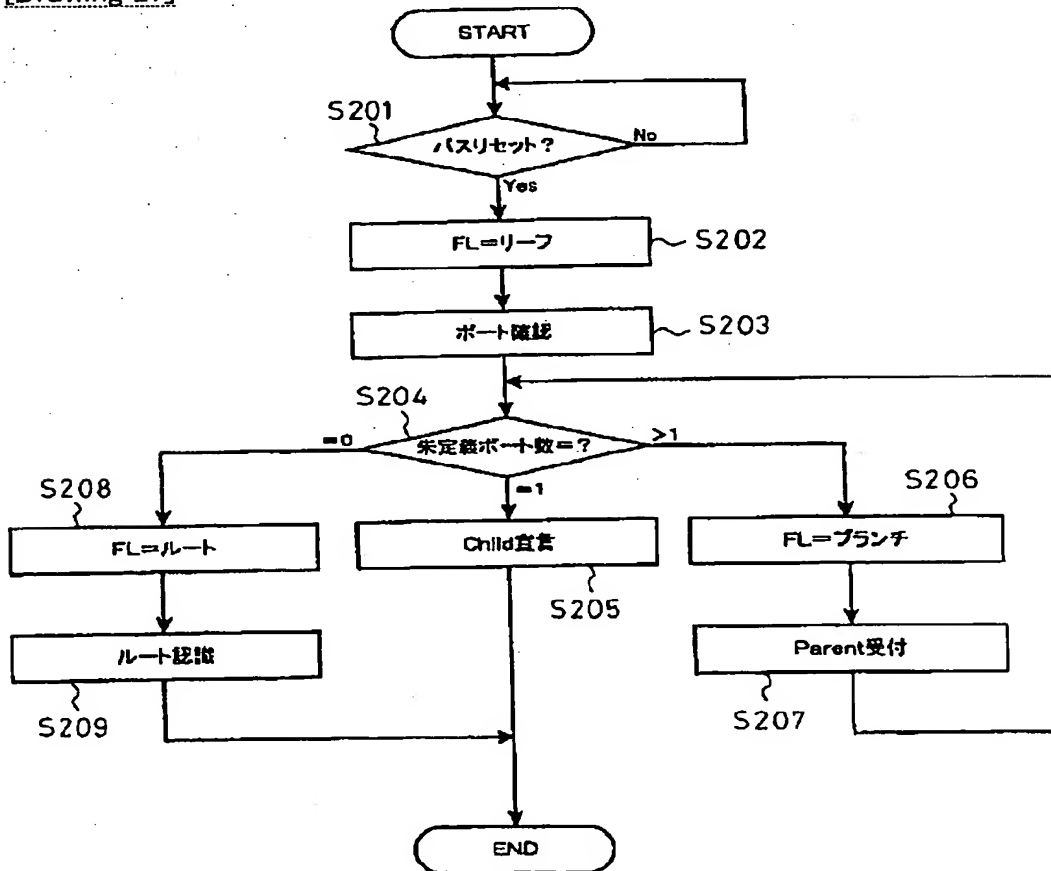 [Drawing
START
S201
バスリセット？
No
Yes
FL=リーフ
S202
ポート確認
S203
S204
=0
未定義ポート数=？
>1
=1
S208
S206
FL=ルート
Child宣言
FL=ブランチ
S205
ルート認識
Parent受付
S209
S207
END